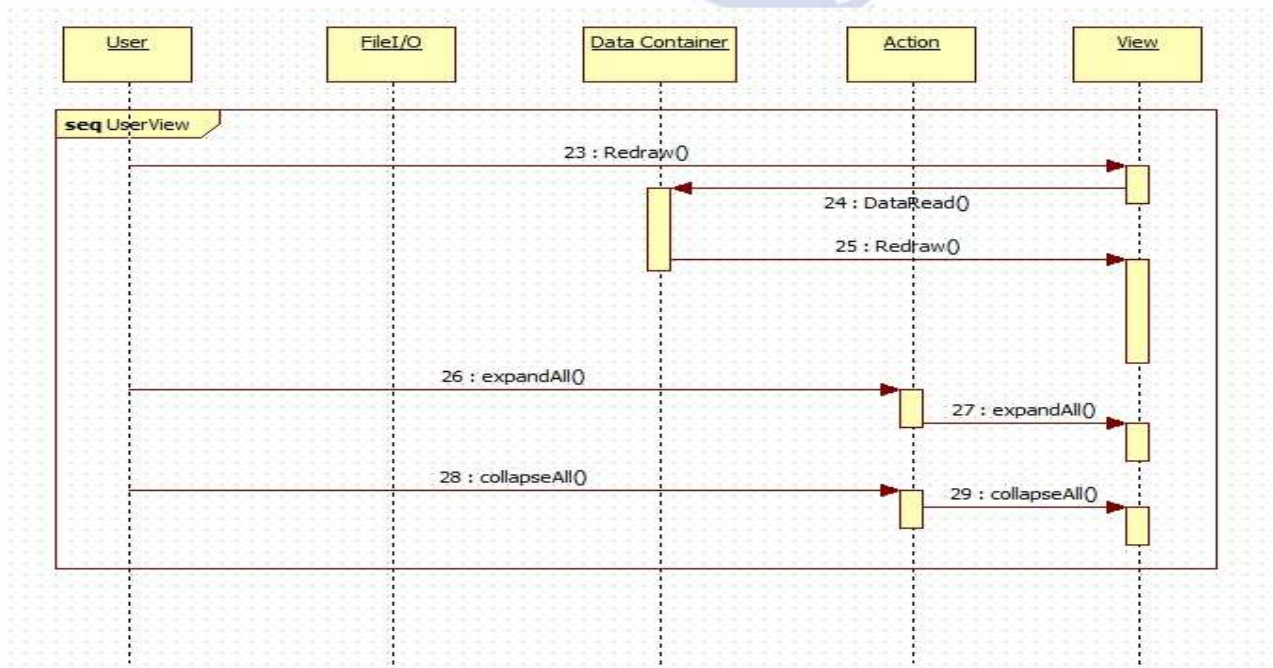 User
FileI/O
Data Container
Action
View
seq UserView
23 : Redraw()
24 : DataRead()
25 : Redraw()
26 : expandAll()
27 : expandAll()
28 : collapseAll()
29 : collapseAll()